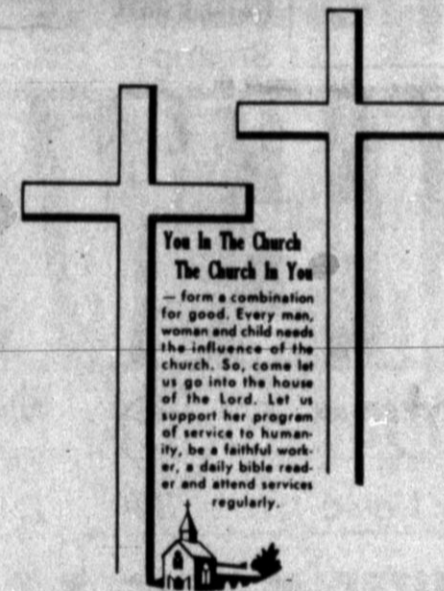 You In The Church
The Church In You
— form a combination
for good. Every man,
woman and child needs
the influence of the
church. So, come let
us go into the house
of the Lord. Let us
support her program
of service to human-
ity, be a faithful work-
er, a daily bible read-
er and attend services
regularly.